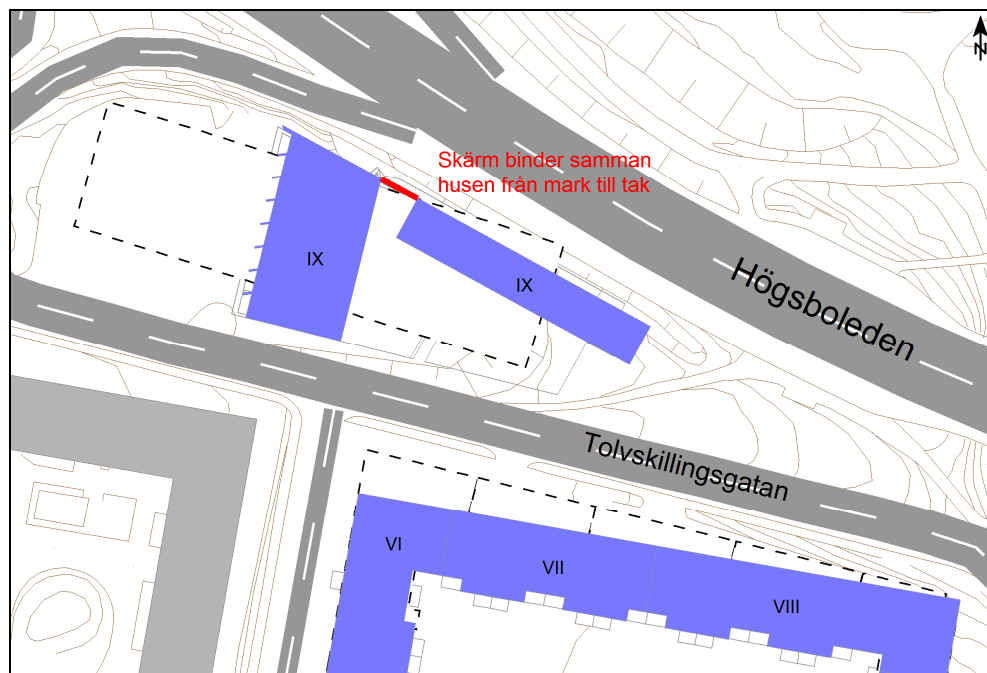 N
Skärm binder samman
husen från mark till tak
IX
IX
Högsboleden
Tolvskillingsgatan
VI
VII
VIII